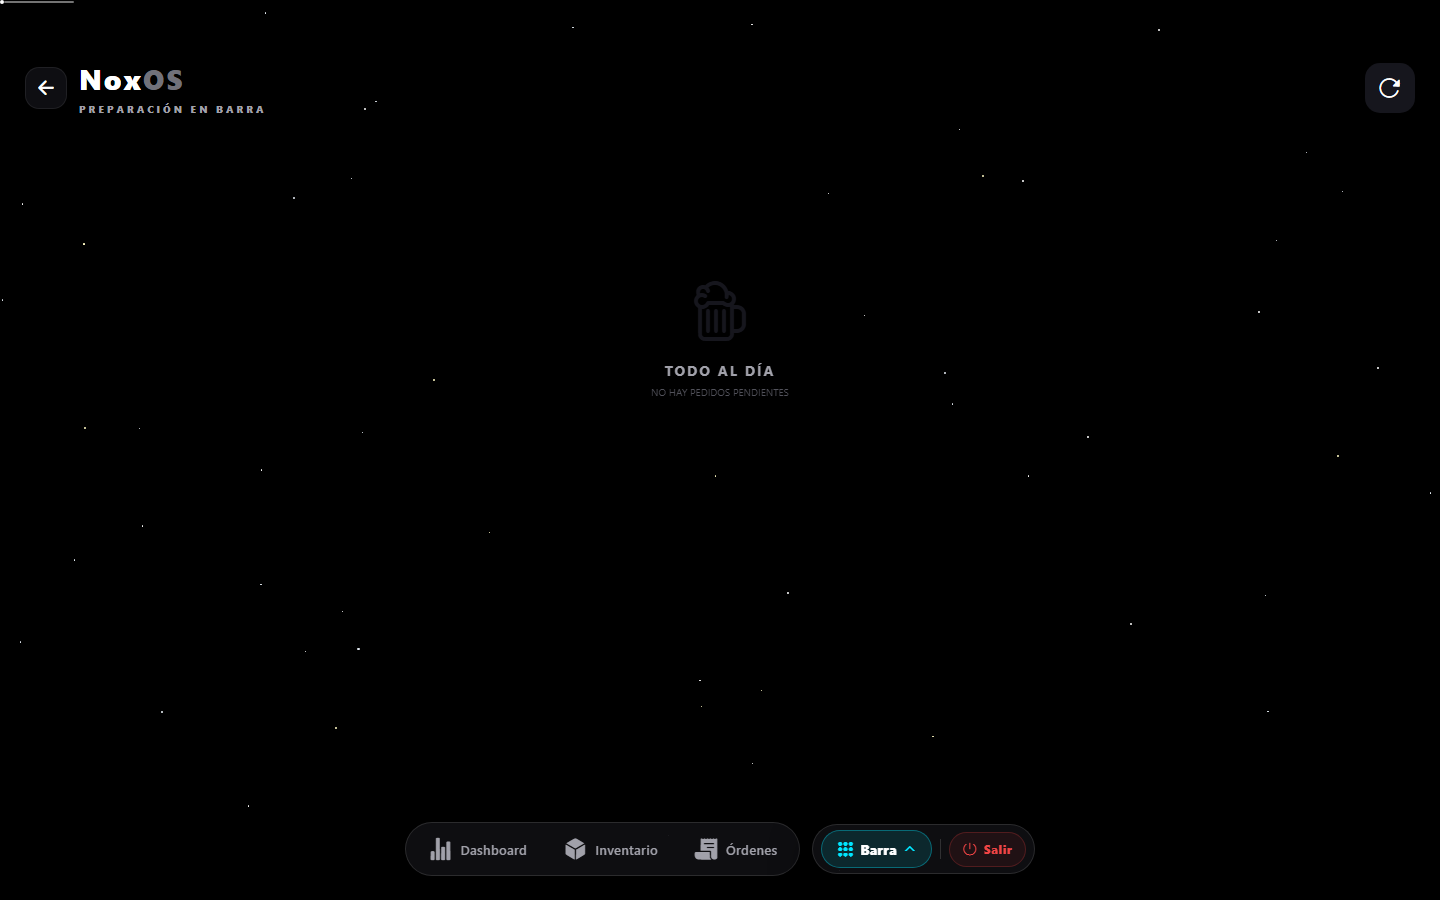 NoxOS
PREPARACIÓN EN BARRA
TODO AL DÍA
NO HAY PEDIDOS PENDIENTES
Dashboard
Inventario
Órdenes
Barra
Salir